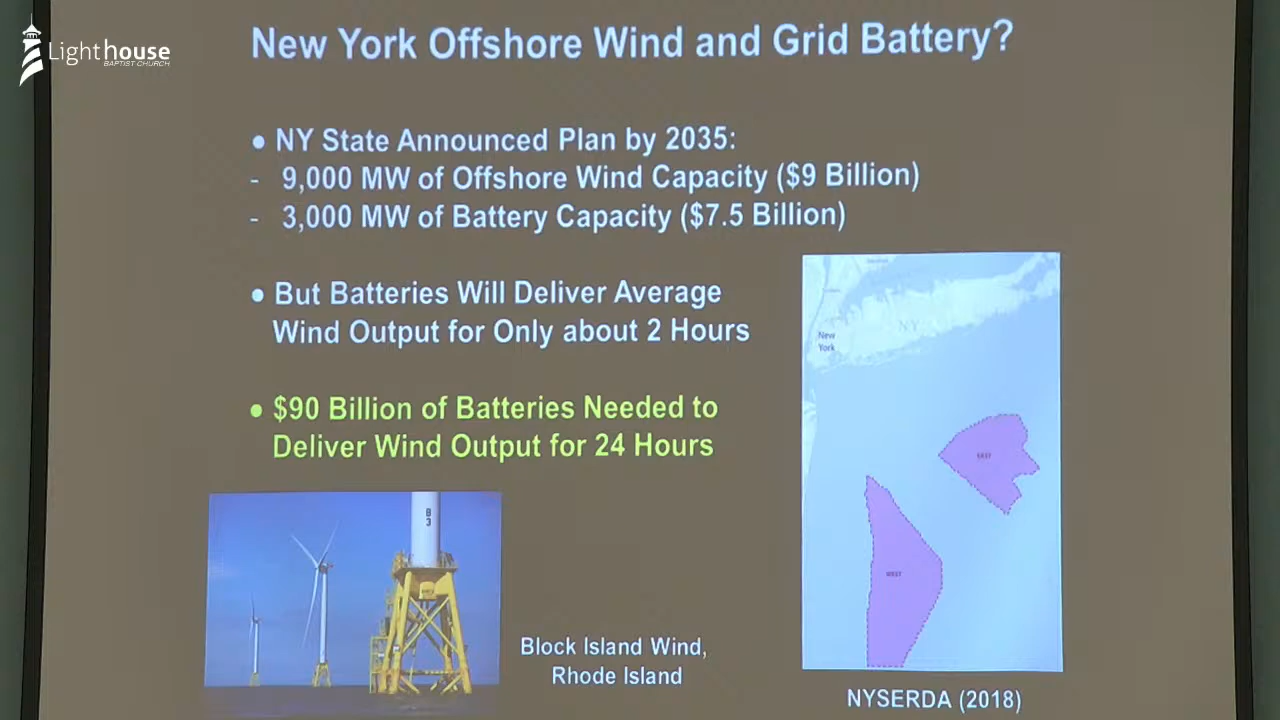 Lighthouse
BAPTIST CHURCH
New York Offshore Wind and Grid Battery?
• NY State Announced Plan by 2035:
- 9,000 MW of Offshore Wind Capacity ($9 Billion)
- 3,000 MW of Battery Capacity ($7.5 Billion)
• But Batteries Will Deliver Average
Wind Output for Only about 2 Hours
• $90 Billion of Batteries Needed to
Deliver Wind Output for 24 Hours
New
York
NY
EAST
WEST
B
3
Block Island Wind,
Rhode Island
NYSERDA (2018)